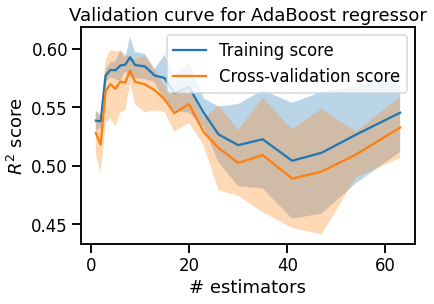 Validation curve for AdaBoost regressor
Training score
Cross-validation score
R² score
0.60
0.55
0.50
0.45
0 20 40 60
# estimators